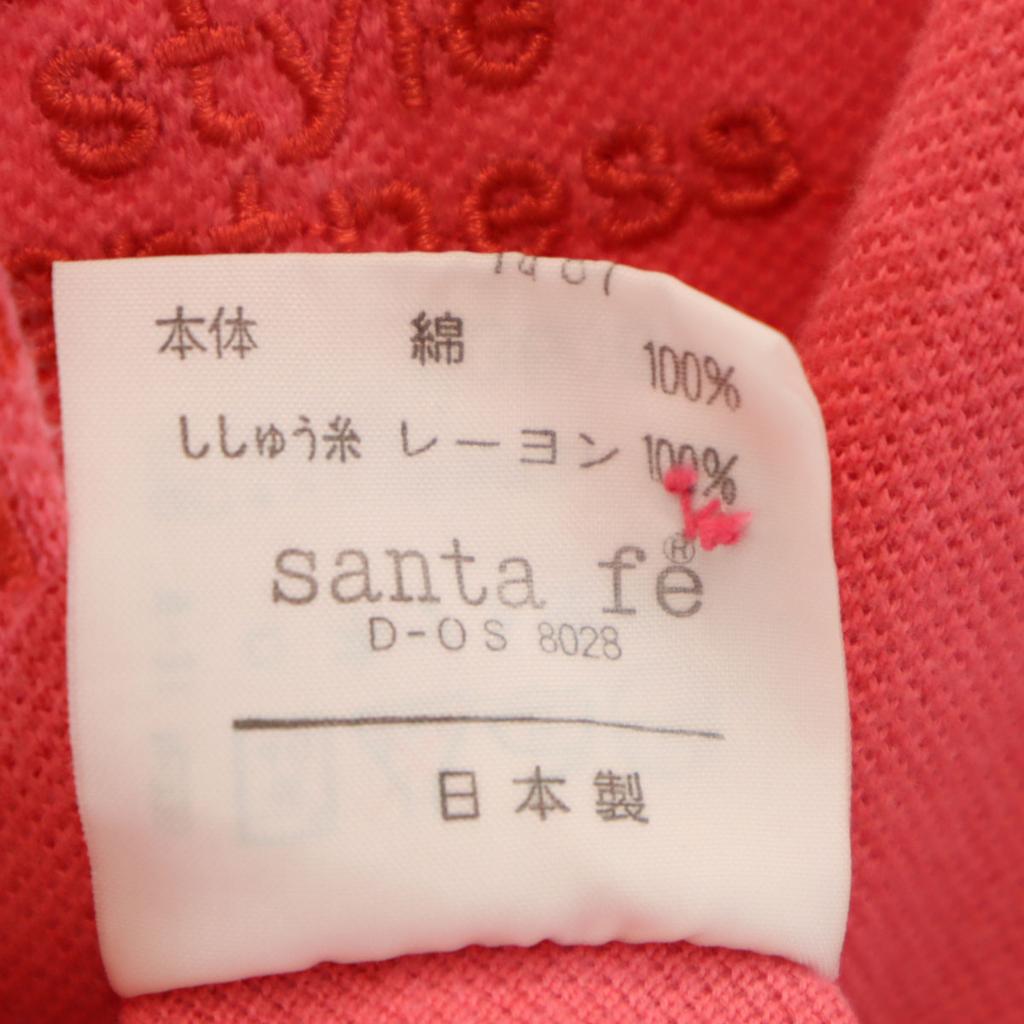 style
ness
本体 綿 100%
ししゅう糸 レーヨン 100%
santa fe®
D-OS 8028
日本製